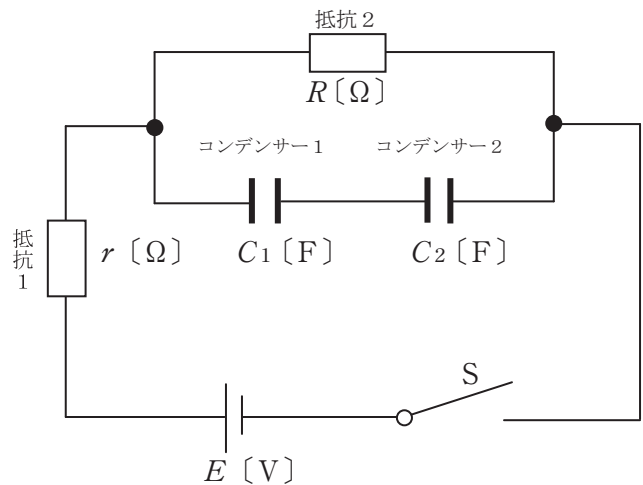 抵抗２
R〔Ω〕
コンデンサー１ コンデンサー２
C1〔F〕 C2〔F〕
抵抗１
r〔Ω〕
S
E〔V〕